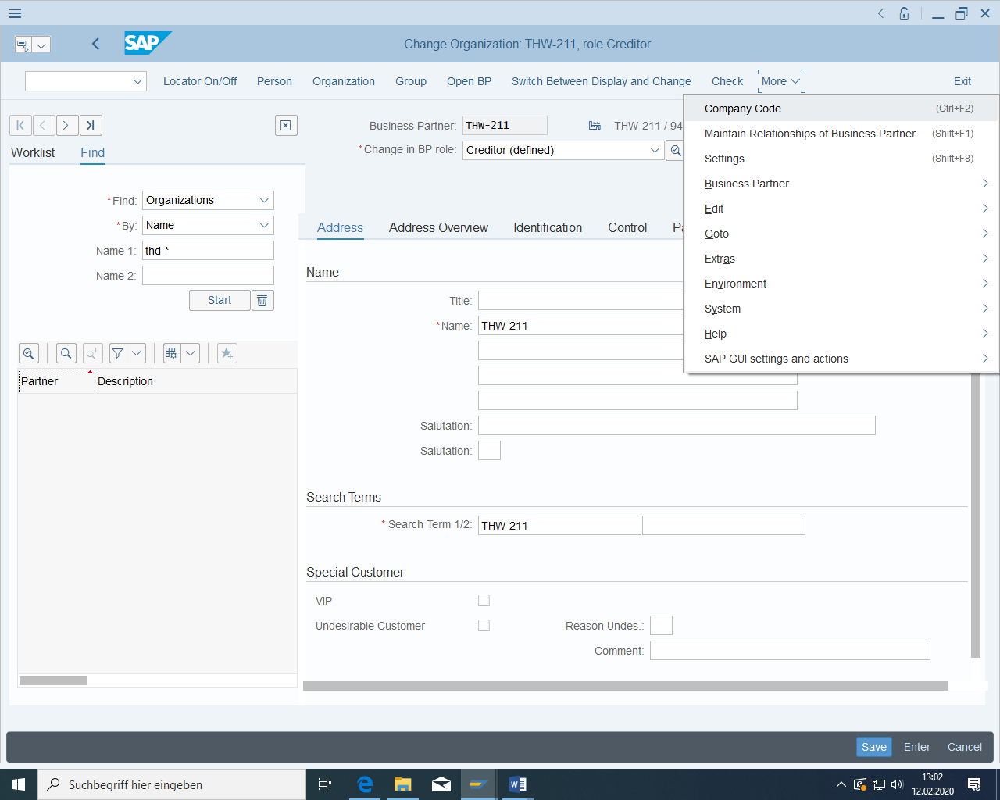 SAP
Change Organization: THW-211, role Creditor
Locator On/Off
Person
Organization
Group
Open BP
Switch Between Display and Change
Check
More
Exit
Company Code (Ctrl+F2)
Maintain Relationships of Business Partner (Shift+F1)
Settings (Shift+F8)
Business Partner
Edit
Goto
Extras
Environment
System
Help
SAP GUI settings and actions
Worklist
Find
*Find: Organizations
*By: Name
Name 1: thd-*
Name 2:
Start
Partner
Description
Business Partner: THW-211
THW-211 / 94
*Change in BP role: Creditor (defined)
Address
Address Overview
Identification
Control
Name
Title:
*Name: THW-211
Salutation:
Salutation:
Search Terms
* Search Term 1/2: THW-211
Special Customer
VIP
Undesirable Customer
Reason Undes.:
Comment:
Save
Enter
Cancel
Suchbegriff hier eingeben
13:02
12.02.2020